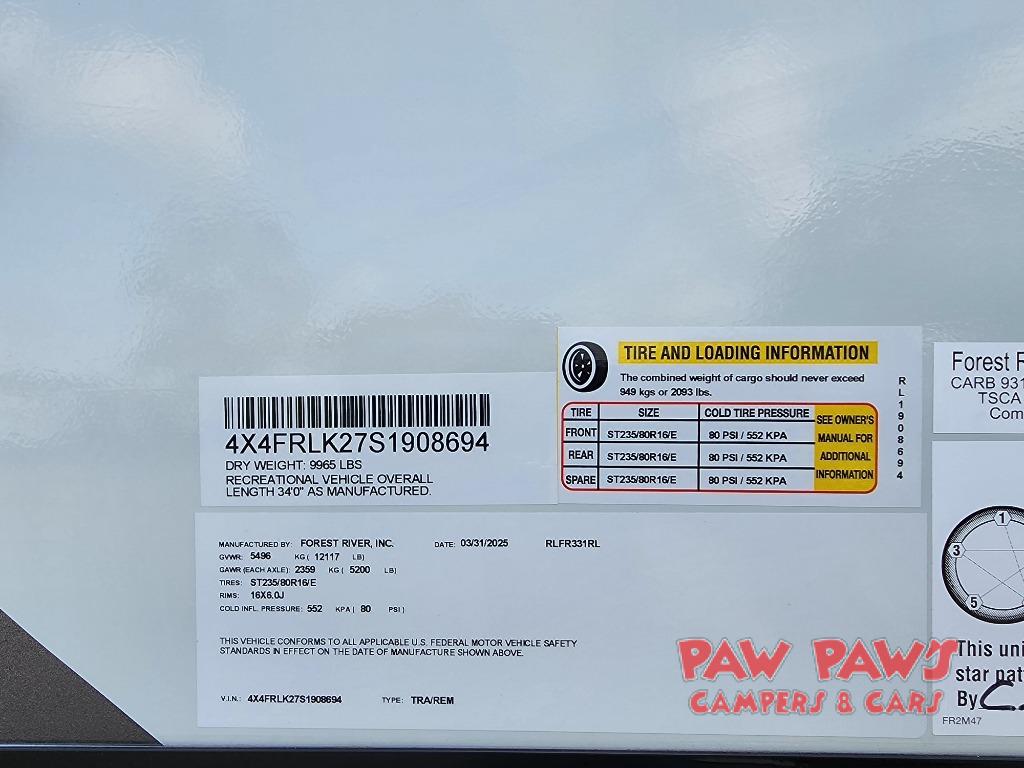 TIRE AND LOADING INFORMATION
The combined weight of cargo should never exceed
949 kgs or 2093 lbs.
TIRE SIZE COLD TIRE PRESSURE SEE OWNER'S MANUAL FOR ADDITIONAL INFORMATION
FRONT ST235/80R16/E 80 PSI / 552 KPA
REAR ST235/80R16/E 80 PSI / 552 KPA
SPARE ST235/80R16/E 80 PSI / 552 KPA
RL1908694
4X4FRLK27S1908694
DRY WEIGHT: 9965 LBS
RECREATIONAL VEHICLE OVERALL
LENGTH 34'0" AS MANUFACTURED.
MANUFACTURED BY: FOREST RIVER, INC. DATE: 03/31/2025 RLFR331RL
GVWR: 5496 KG ( 12117 LB)
GAWR (EACH AXLE): 2359 KG ( 5200 LB)
TIRES: ST235/80R16/E
RIMS: 16X6.0J
COLD INFL. PRESSURE: 552 KPA ( 80 PSI )
THIS VEHICLE CONFORMS TO ALL APPLICABLE U.S. FEDERAL MOTOR VEHICLE SAFETY
STANDARDS IN EFFECT ON THE DATE OF MANUFACTURE SHOWN ABOVE.
V.I.N.: 4X4FRLK27S1908694 TYPE: TRA/REM
Forest R
CARB 931
TSCA
Com
1
3
5
This uni
star pat
By C.
FR2M47
PAW PAW'S
CAMPERS & CARS